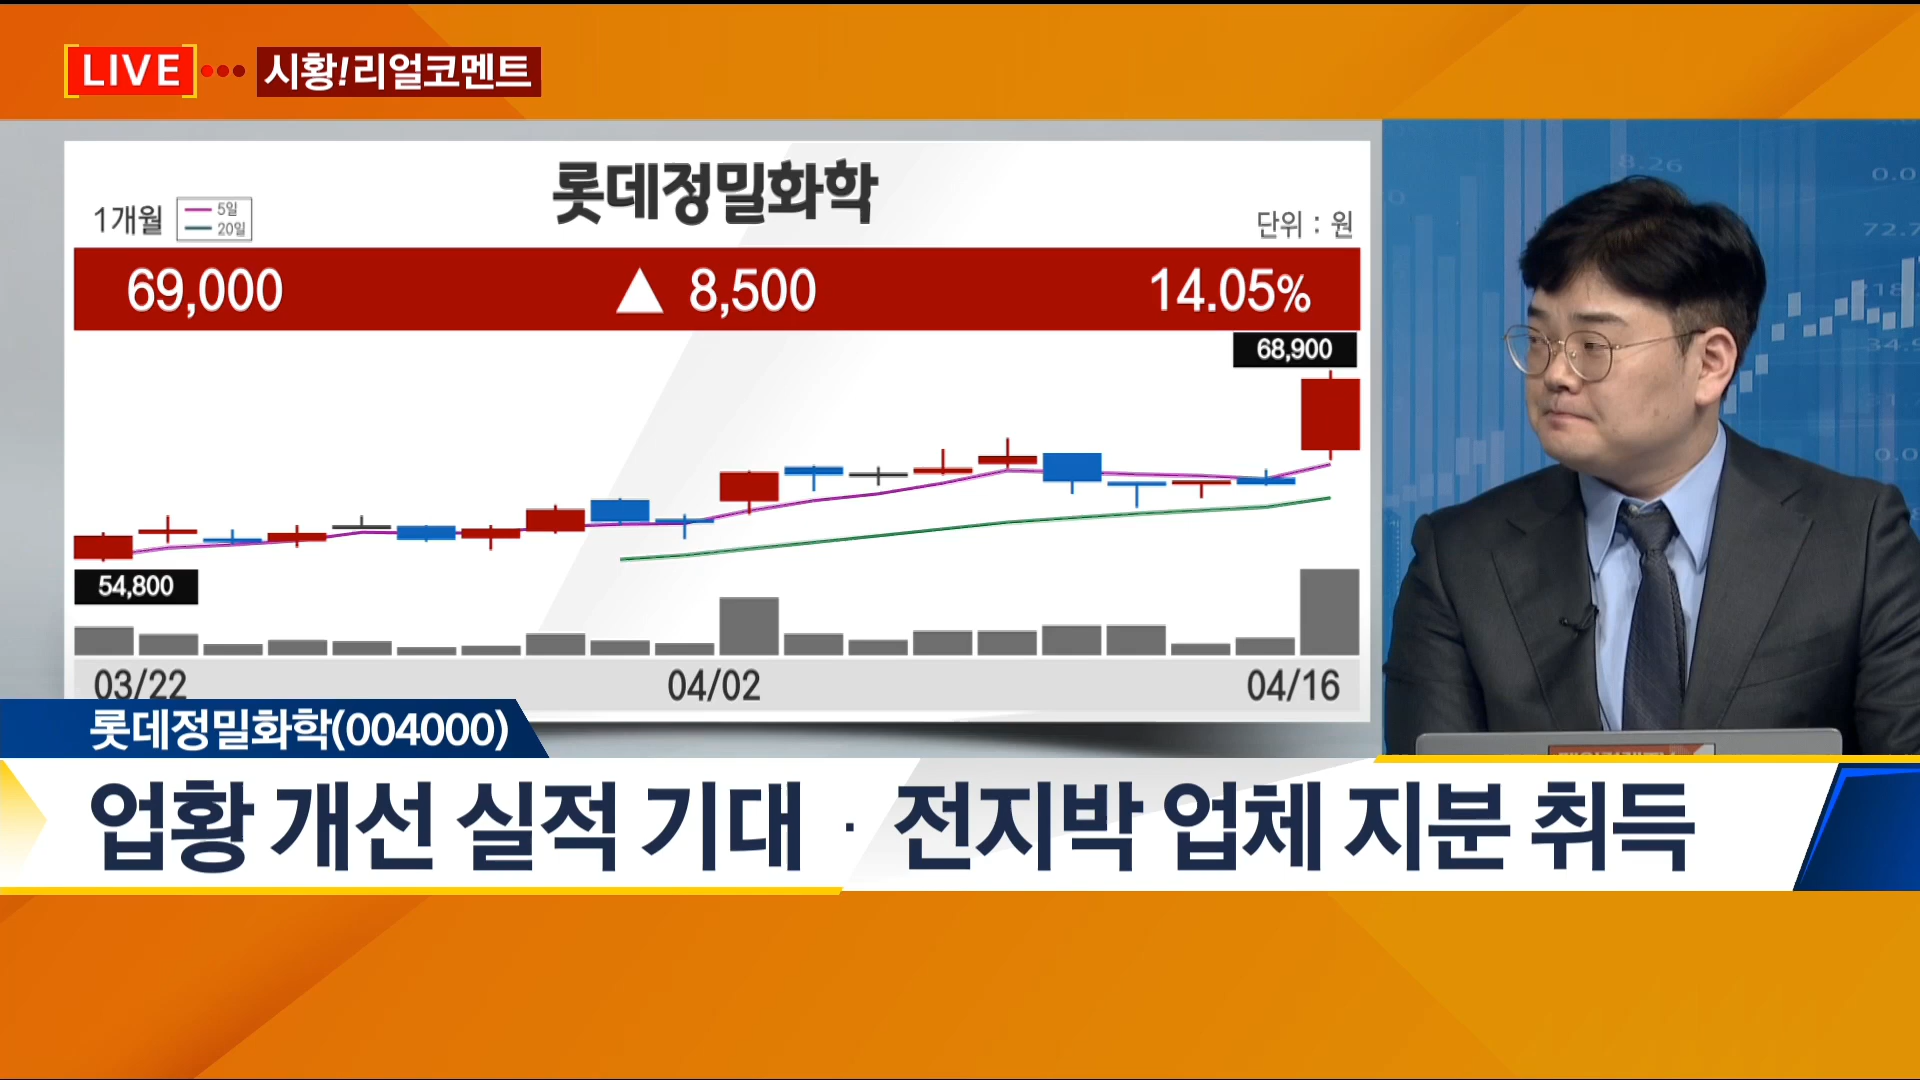 LIVE 시황!리얼코멘트
롯데정밀화학
1개월
5일
20일
단위 : 원
69,000 ▲ 8,500 14.05%
68,900
54,800
03/22 04/02 04/16
롯데정밀화학(004000)
업황 개선 실적 기대 · 전지박 업체 지분 취득
8.26